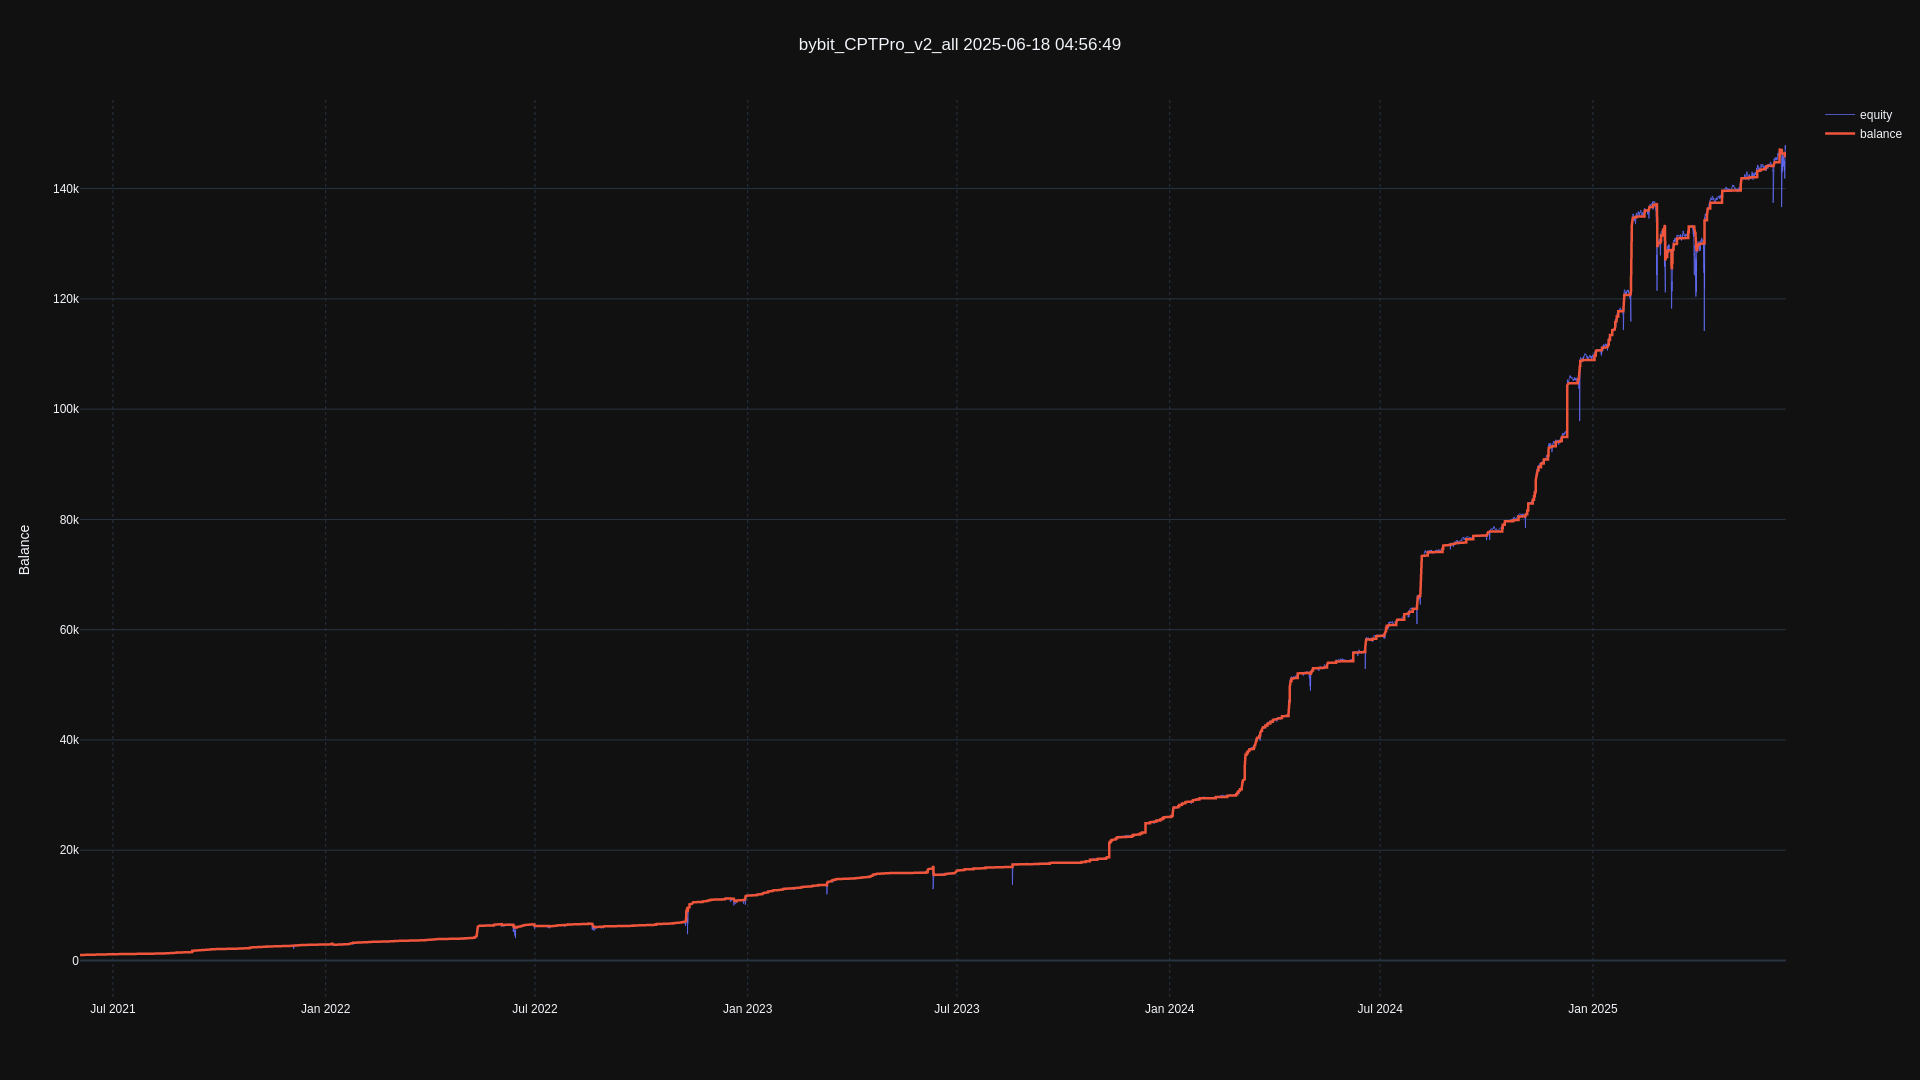 bybit_CPTPro_v2_all 2025-06-18 04:56:49
equity
balance
140k
120k
100k
80k
60k
40k
20k
0
Balance
Jul 2021
Jan 2022
Jul 2022
Jan 2023
Jul 2023
Jan 2024
Jul 2024
Jan 2025